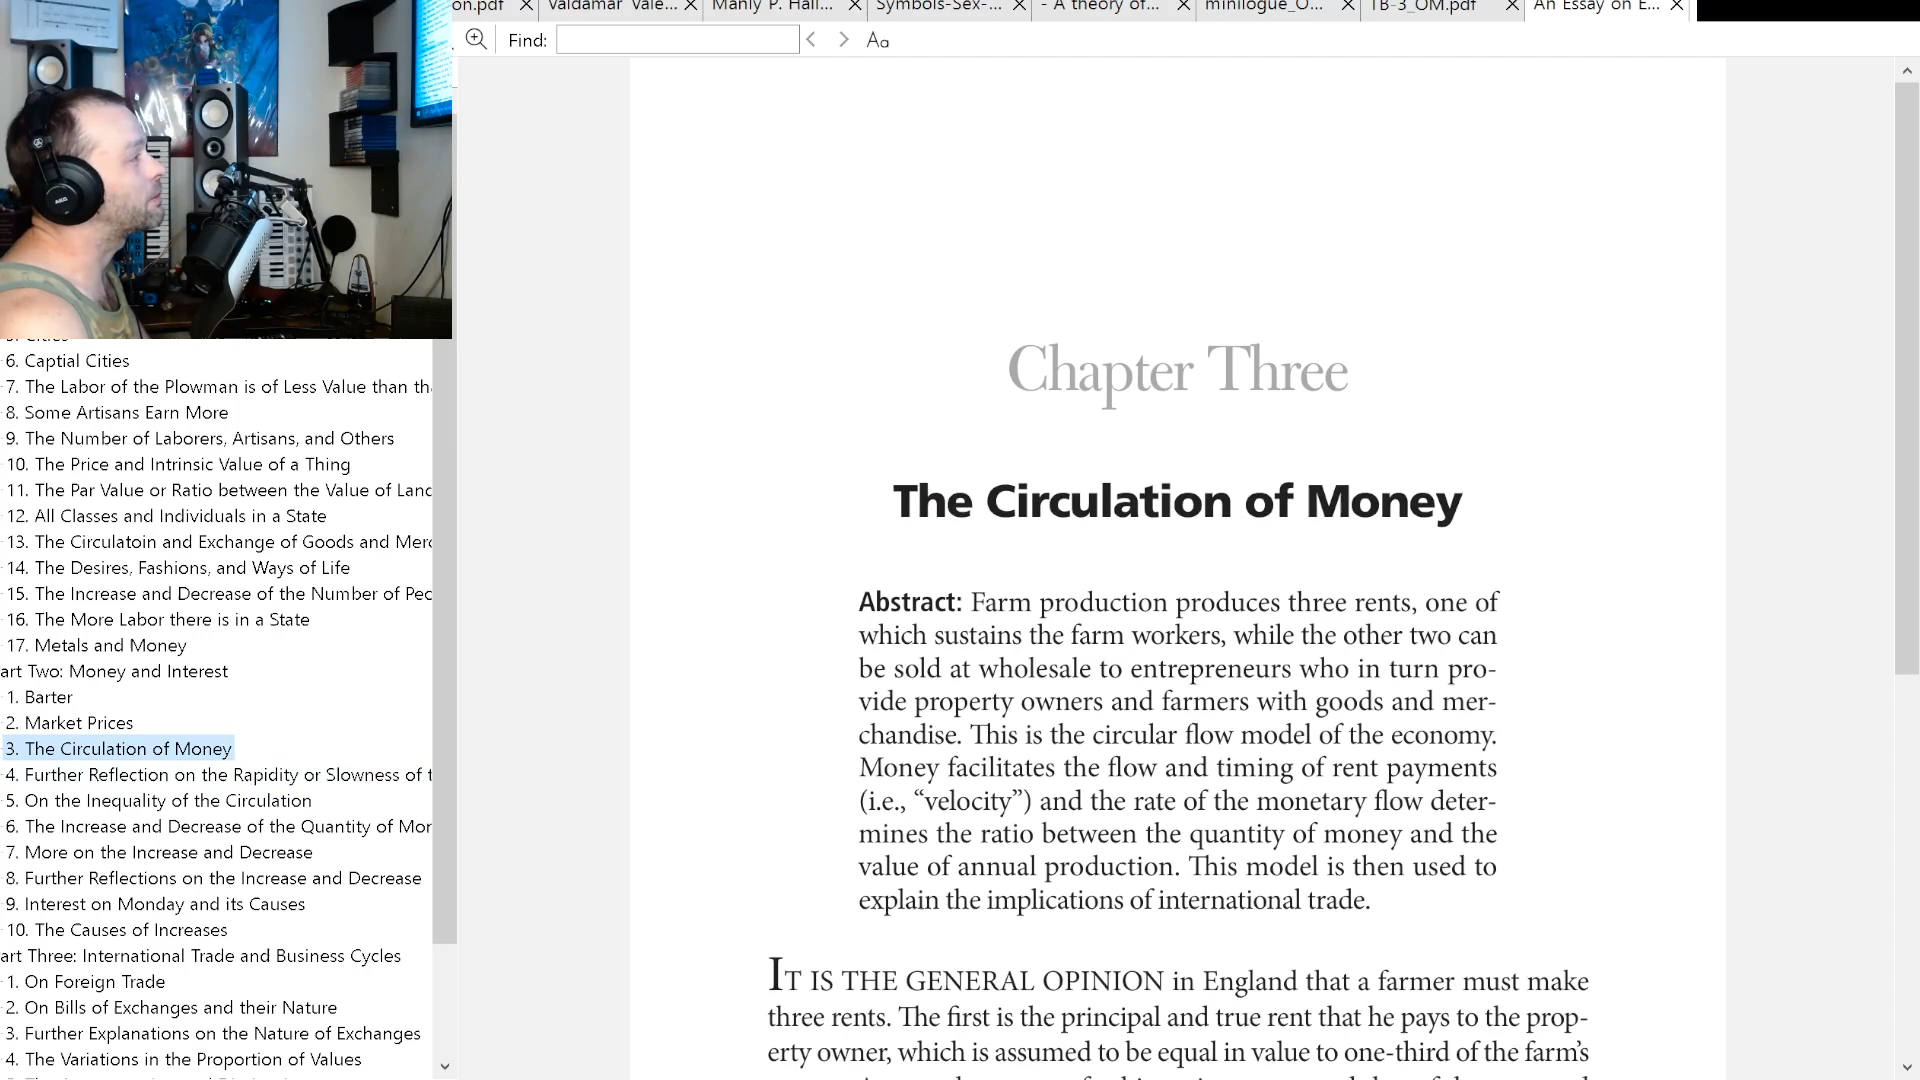 on.pdf
Valdamar Vale...
Manly P. Hall...
Symbols-Sex-...
- A theory of...
minilogue_O...
TB-3_OM.pdf
An Essay on E...
Find:
Aa
AKG
6. Captial Cities
7. The Labor of the Plowman is of Less Value than th
8. Some Artisans Earn More
9. The Number of Laborers, Artisans, and Others
10. The Price and Intrinsic Value of a Thing
11. The Par Value or Ratio between the Value of Lanc
12. All Classes and Individuals in a State
13. The Circulatoin and Exchange of Goods and Merc
14. The Desires, Fashions, and Ways of Life
15. The Increase and Decrease of the Number of Pec
16. The More Labor there is in a State
17. Metals and Money
art Two: Money and Interest
1. Barter
2. Market Prices
3. The Circulation of Money
4. Further Reflection on the Rapidity or Slowness of t
5. On the Inequality of the Circulation
6. The Increase and Decrease of the Quantity of Mor
7. More on the Increase and Decrease
8. Further Reflections on the Increase and Decrease
9. Interest on Monday and its Causes
10. The Causes of Increases
art Three: International Trade and Business Cycles
1. On Foreign Trade
2. On Bills of Exchanges and their Nature
3. Further Explanations on the Nature of Exchanges
4. The Variations in the Proportion of Values
Chapter Three
The Circulation of Money
Abstract: Farm production produces three rents, one of
which sustains the farm workers, while the other two can
be sold at wholesale to entrepreneurs who in turn pro-
vide property owners and farmers with goods and mer-
chandise. This is the circular flow model of the economy.
Money facilitates the flow and timing of rent payments
(i.e., “velocity”) and the rate of the monetary flow deter-
mines the ratio between the quantity of money and the
value of annual production. This model is then used to
explain the implications of international trade.
IT IS THE GENERAL OPINION in England that a farmer must make
three rents. The first is the principal and true rent that he pays to the prop-
erty owner, which is assumed to be equal in value to one-third of the farm’s